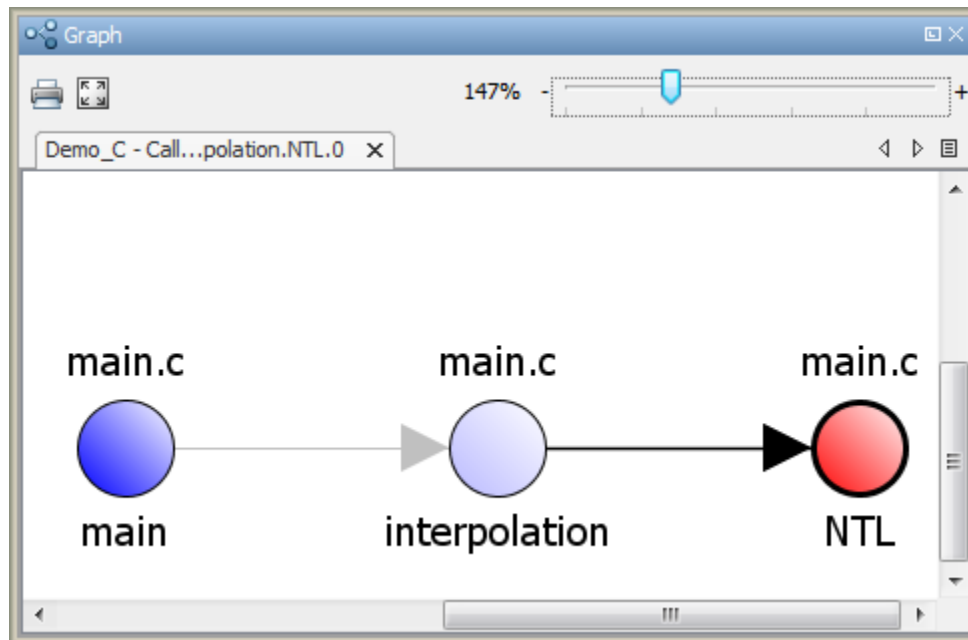 Graph
147% - +
Demo_C - Call...polation.NTL.0
main.c main.c main.c
main interpolation NTL